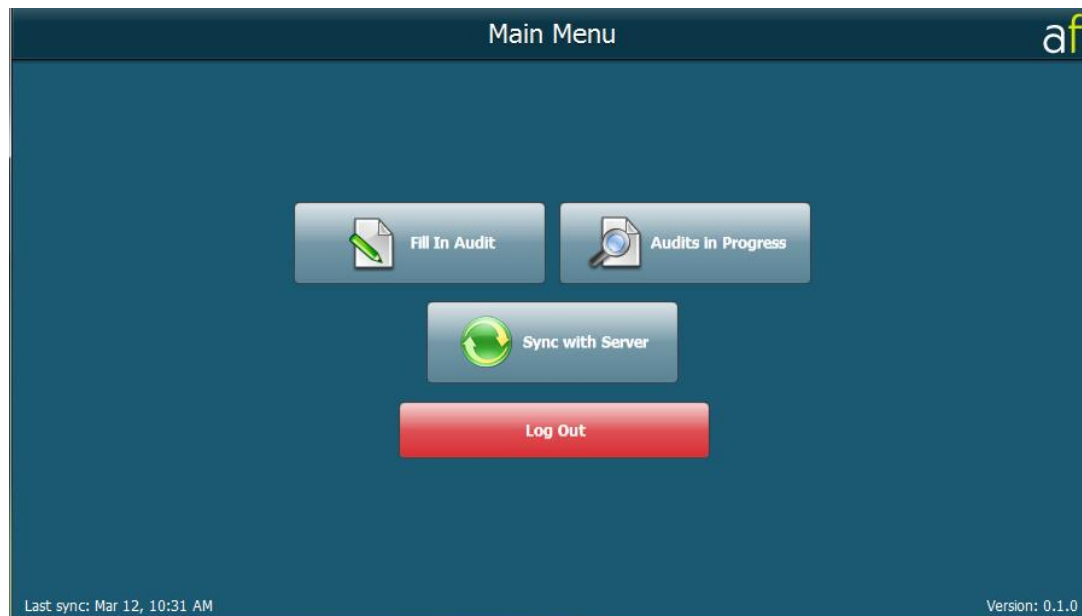 Main Menu
af
Fill In Audit
Audits in Progress
Sync with Server
Log Out
Last sync: Mar 12, 10:31 AM
Version: 0.1.0